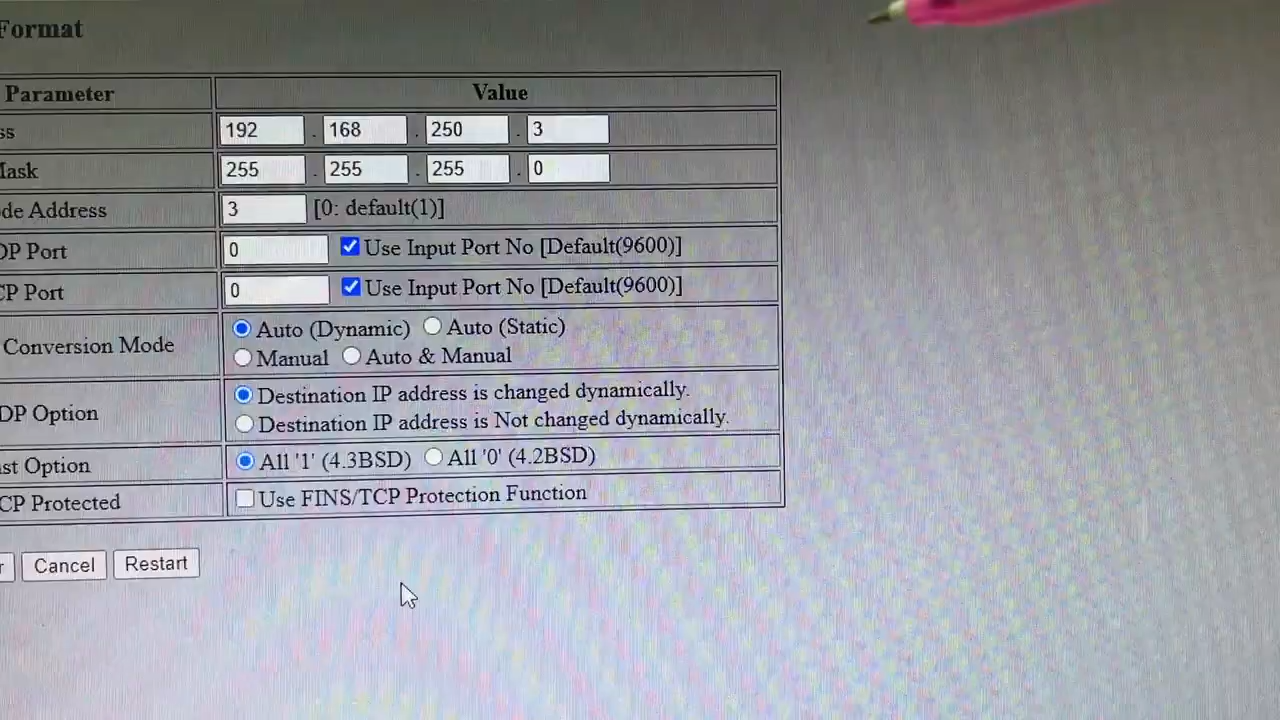 Format
Parameter Value
ss 192 . 168 . 250 . 3
Mask 255 . 255 . 255 . 0
de Address 3 [0: default(1)]
DP Port 0 Use Input Port No [Default(9600)]
CP Port 0 Use Input Port No [Default(9600)]
Conversion Mode Auto (Dynamic) Auto (Static)
Manual Auto & Manual
DP Option Destination IP address is changed dynamically.
Destination IP address is Not changed dynamically.
st Option All '1' (4.3BSD) All '0' (4.2BSD)
CP Protected Use FINS/TCP Protection Function
r Cancel Restart